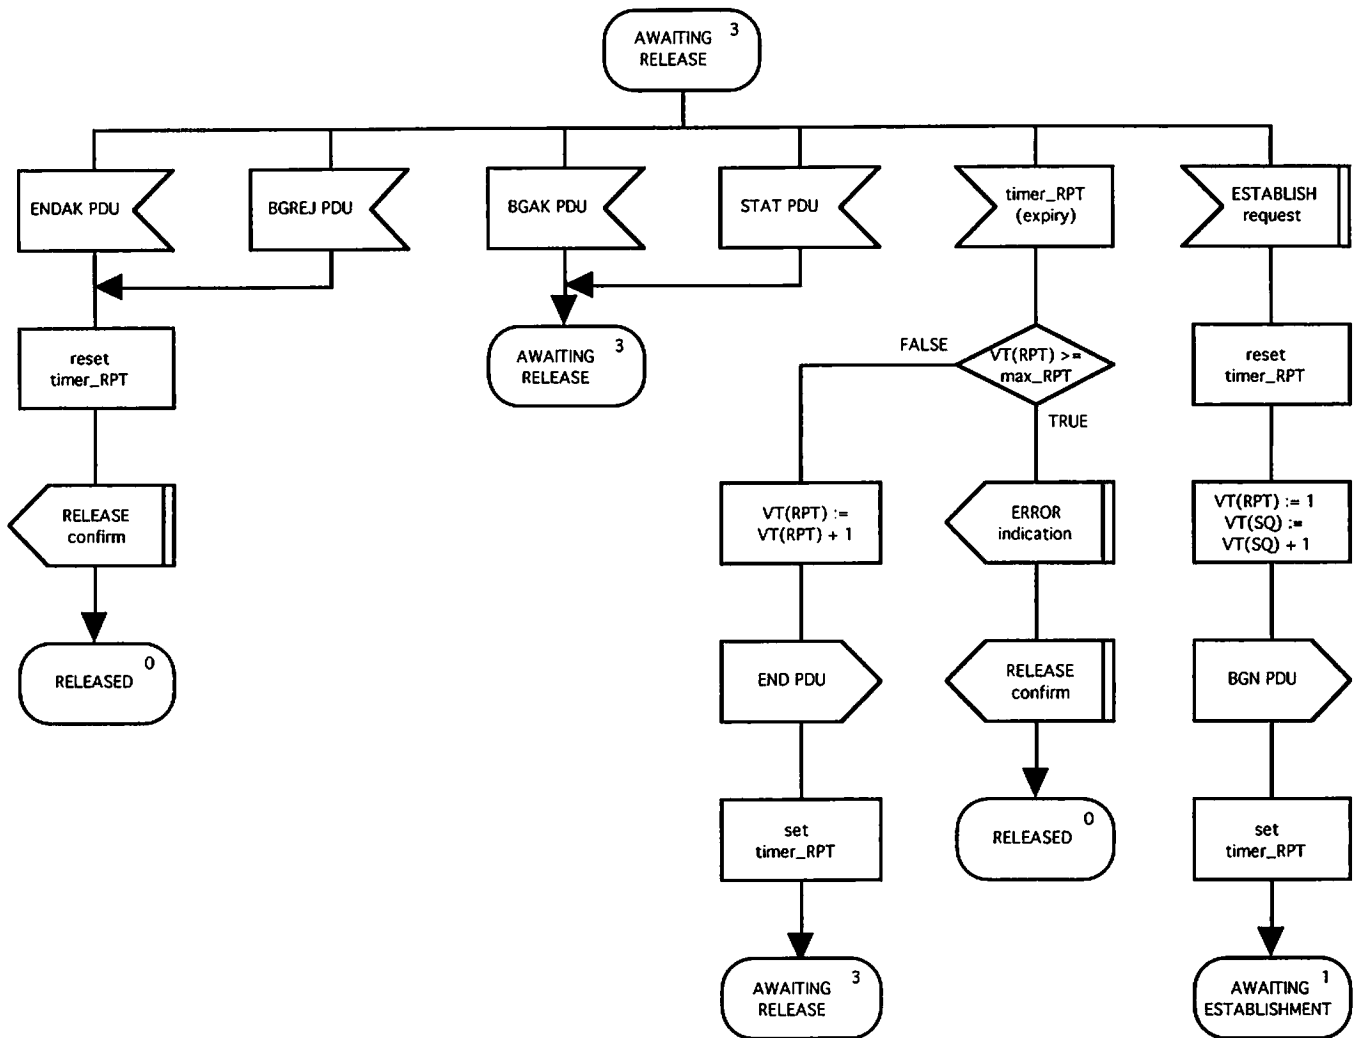 AWAITING 3
RELEASE
ENDAK PDU
BGREJ PDU
BGAK PDU
STAT PDU
timer_RPT
(expiry)
ESTABLISH
request
reset
timer_RPT
AWAITING 3
RELEASE
FALSE
VT(RPT) >=
max_RPT
TRUE
reset
timer_RPT
RELEASE
confirm
VT(RPT) :=
VT(RPT) + 1
ERROR
indication
VT(RPT) := 1
VT(SQ) :=
VT(SQ) + 1
RELEASED 0
END PDU
RELEASE
confirm
BGN PDU
set
timer_RPT
RELEASED 0
set
timer_RPT
AWAITING 3
RELEASE
AWAITING 1
ESTABLISHMENT